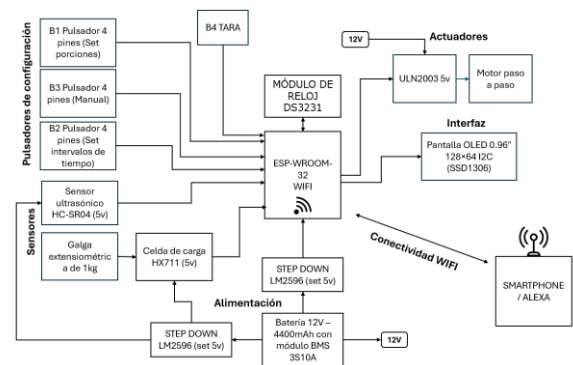 Pulsadores de configuración
B1 Pulsador 4
pines (Set
porciones)
B3 Pulsador 4
pines (Manual)
B2 Pulsador 4
pines (Set
intervalos de
tiempo)
B4 TARA
MÓDULO DE
RELOJ
DS3231
ESP-WROOM-
32
WIFI
12V
Actuadores
ULN2003 5v
Motor paso
a paso
Interfaz
Pantalla OLED 0.96"
128×64 I2C
(SSD1306)
Sensores
Sensor
ultrasónico
HC-SR04 (5v)
Galga
extensiométric
a de 1kg
Celda de carga
HX711 (5v)
Conectividad WIFI
SMARTPHONE
/ ALEXA
STEP DOWN
LM2596 (set 5v)
Alimentación
STEP DOWN
LM2596 (set 5v)
Batería 12V –
4400mAh con
módulo BMS
3S10A
12V